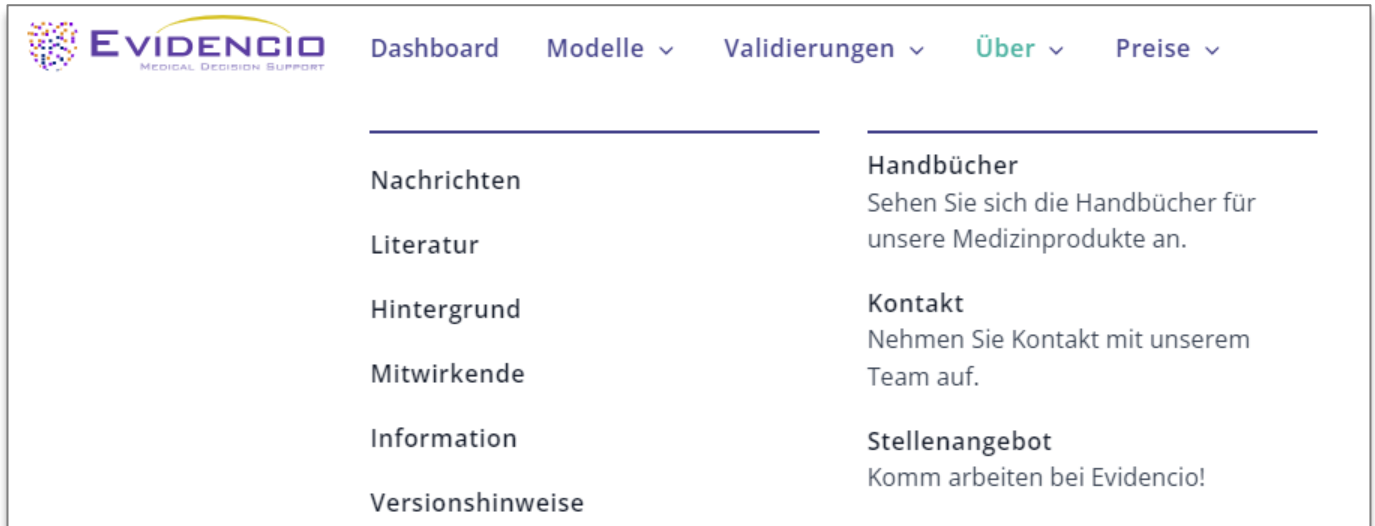 EVIDENCIO
MEDICAL DECISION SUPPORT
Dashboard Modelle Validierungen Über Preise
Nachrichten
Literatur
Hintergrund
Mitwirkende
Information
Versionshinweise
Handbücher
Sehen Sie sich die Handbücher für
unsere Medizinprodukte an.
Kontakt
Nehmen Sie Kontakt mit unserem
Team auf.
Stellenangebot
Komm arbeiten bei Evidencio!